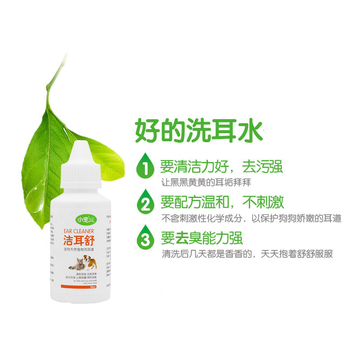 好的洗耳水
1 要清洁力好，去污强
让黑黑黄黄的耳垢拜拜
2 要配方温和，不刺激
不含刺激性化学成分，以保护狗狗娇嫩的耳道
3 要去臭能力强
清洗后几天都是香香的，天天抱着舒舒服服
EAR CLEANER
洁耳舒